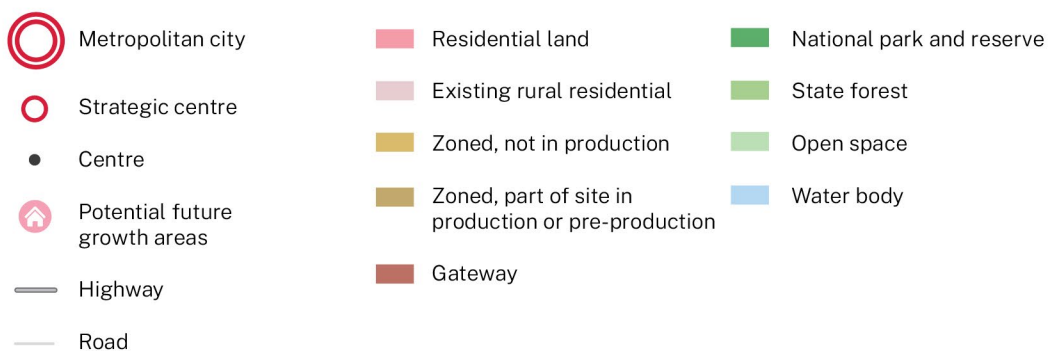 Metropolitan city
Strategic centre
Centre
Potential future
growth areas
Highway
Road
Residential land
Existing rural residential
Zoned, not in production
Zoned, part of site in
production or pre-production
Gateway
National park and reserve
State forest
Open space
Water body